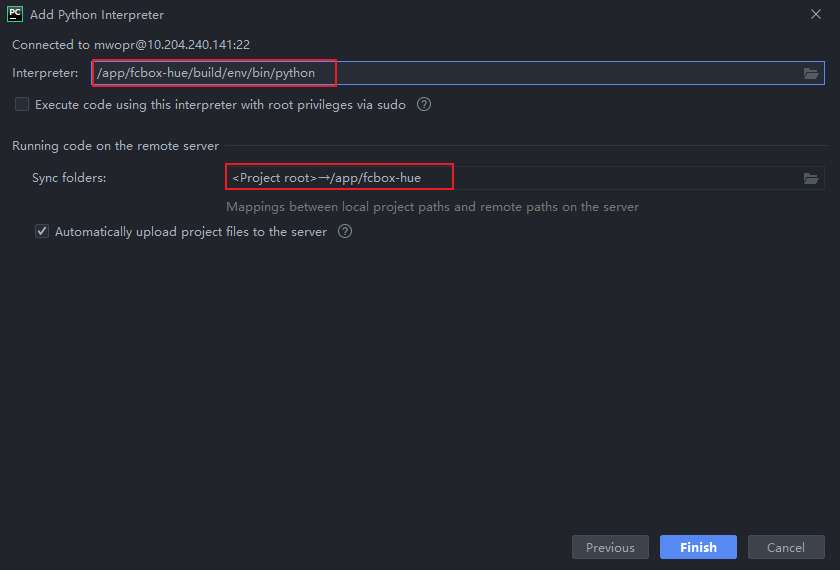 PC Add Python Interpreter
Connected to mwopr@10.204.240.141:22
Interpreter: /app/fcbox-hue/build/env/bin/python
Execute code using this interpreter with root privileges via sudo ?
Running code on the remote server
Sync folders: <Project root>→/app/fcbox-hue
Mappings between local project paths and remote paths on the server
Automatically upload project files to the server ?
Previous Finish Cancel